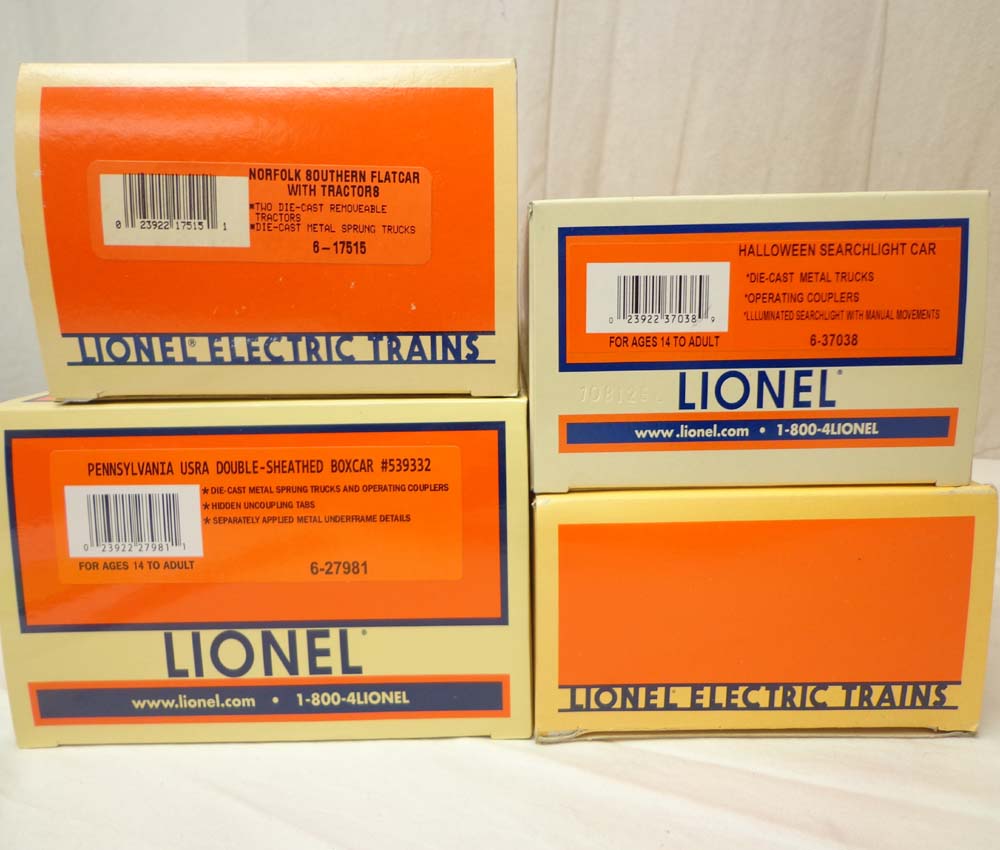 NORFOLK SOUTHERN FLATCAR
WITH TRACTORS
■TWO DIE-CAST REMOVEABLE
TRACTORS
■DIE-CAST METAL SPRUNG TRUCKS
6-17515
0 23922 17515 1
LIONEL® ELECTRIC TRAINS
HALLOWEEN SEARCHLIGHT CAR
*DIE-CAST METAL TRUCKS
*OPERATING COUPLERS
*LLLUMINATED SEARCHLIGHT WITH MANUAL MOVEMENTS
0 23922 37038 9
FOR AGES 14 TO ADULT
6-37038
LIONEL®
www.lionel.com • 1-800-4LIONEL
PENNSYLVANIA USRA DOUBLE-SHEATHED BOXCAR #539332
★DIE-CAST METAL SPRUNG TRUCKS AND OPERATING COUPLERS
★HIDDEN UNCOUPLING TABS
★SEPARATELY APPLIED METAL UNDERFRAME DETAILS
0 23922 27981 1
FOR AGES 14 TO ADULT
6-27981
LIONEL®
www.lionel.com • 1-800-4LIONEL
LIONEL® ELECTRIC TRAINS